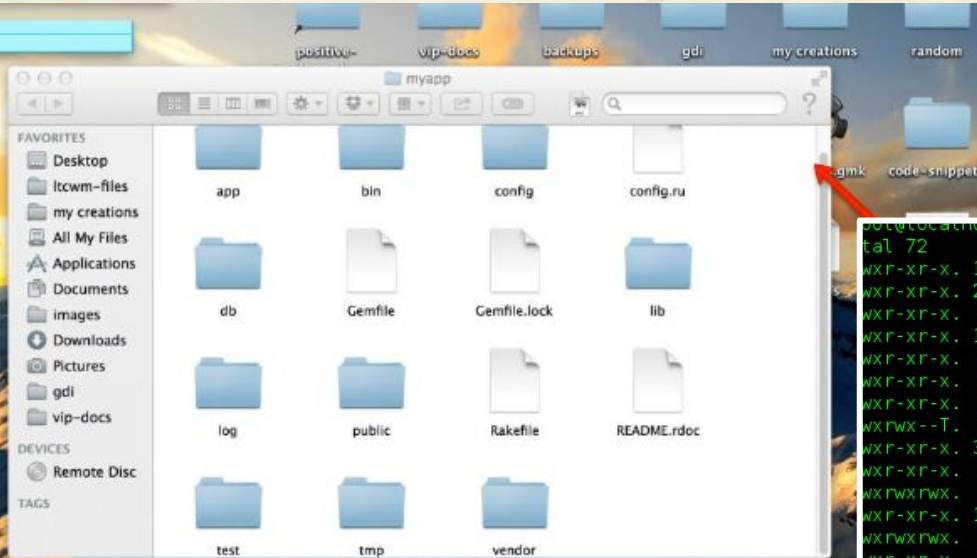 positive- vip-docs backups gdi my creations random
myapp
?
FAVORITES
Desktop
ltcwm-files
my creations
All My Files
Applications
Documents
images
Downloads
Pictures
gdi
vip-docs
DEVICES
Remote Disc
TAGS
app bin config config.ru
db Gemfile Gemfile.lock lib
log public Rakefile README.rdoc
test tmp vendor
.gmk code-snippet
tal 72
wxr-xr-x.
wxr-xr-x. 2
wxr-xr-x.
wxr-xr-x.
wxr-xr-x.
wxr-xr-x.
wxr-xr-x.
wxrwx--T.
wxr-xr-x. 3
wxr-xr-x.
wxrwxrwx.
wxr-xr-x.
wxrwxrwx.